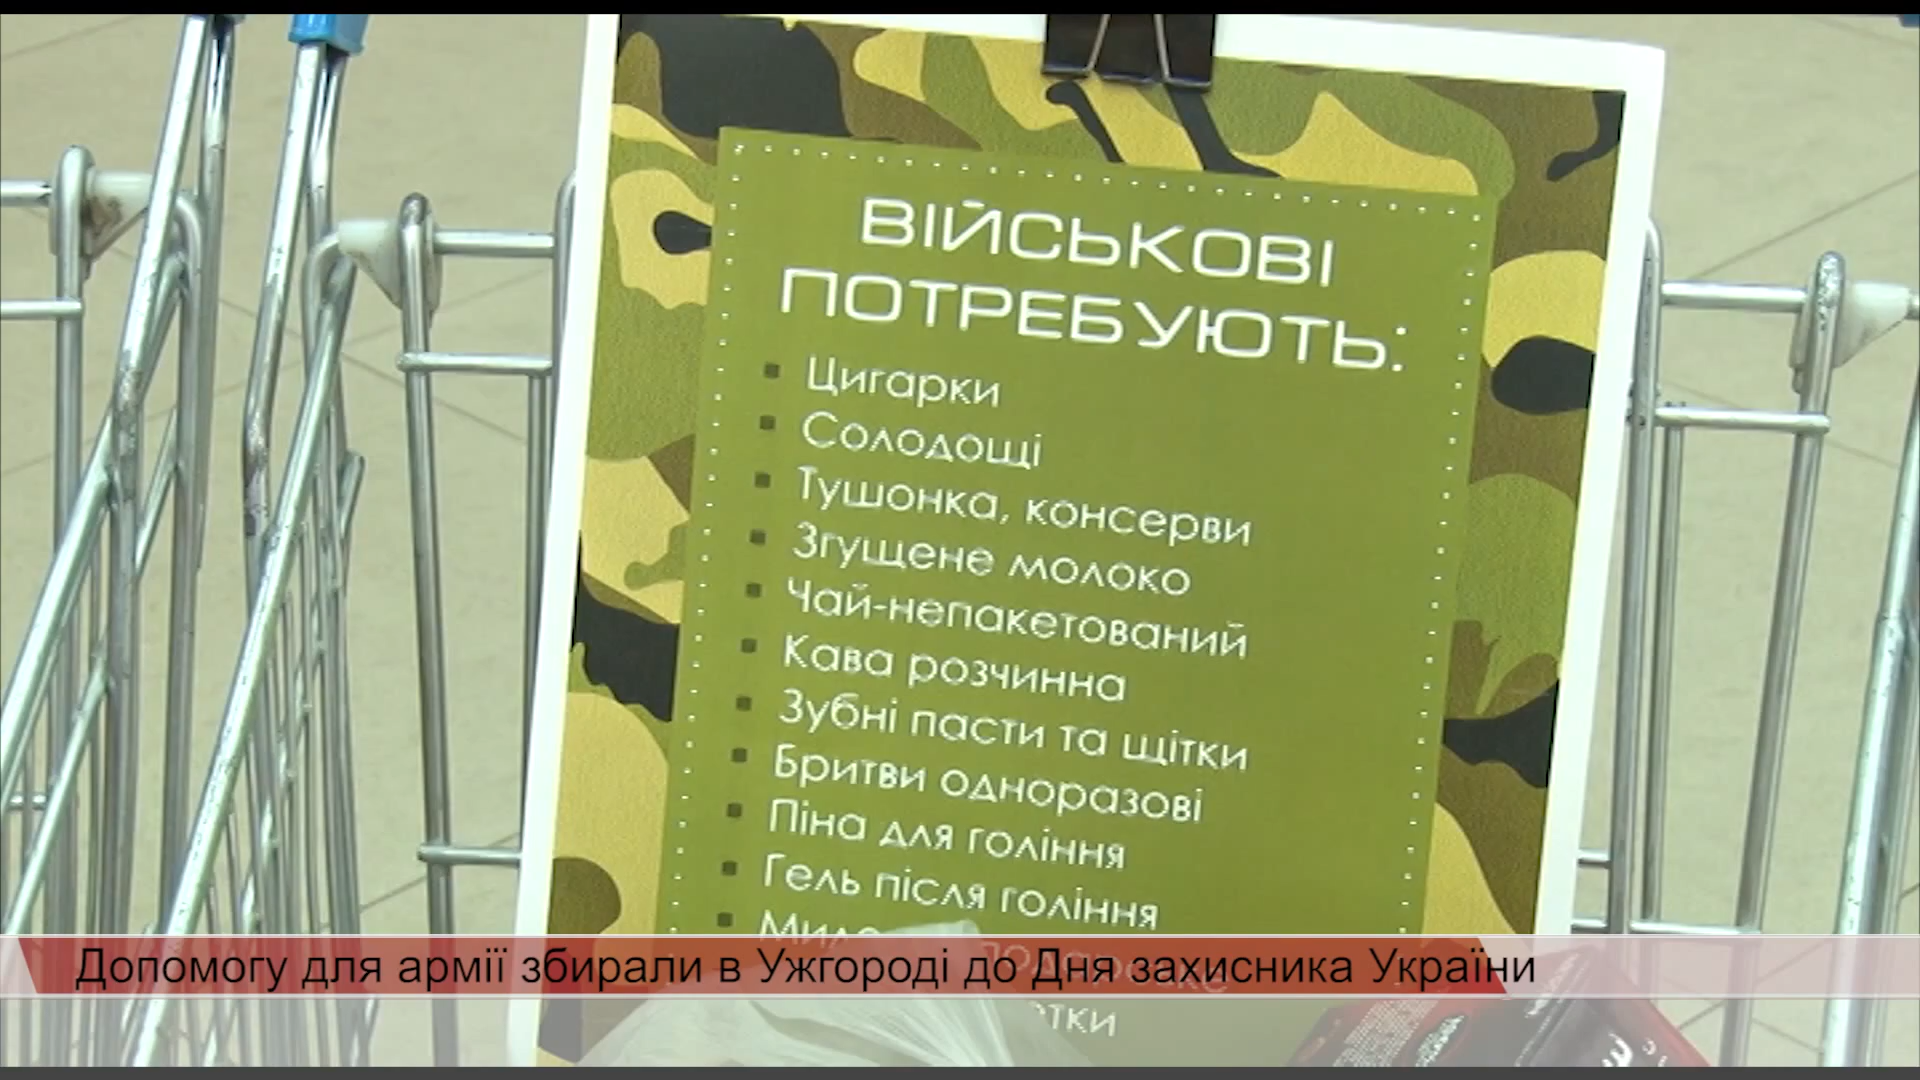 ВІЙСЬКОВІ
ПОТРЕБУЮТЬ:
Цигарки
Солодощі
Тушонка, консерви
Згущене молоко
Чай-непакетований
Кава розчинна
Зубні пасти та щітки
Бритви одноразові
Піна для гоління
Гель після гоління
Допомогу для армії збирали в Ужгороді до Дня захисника України